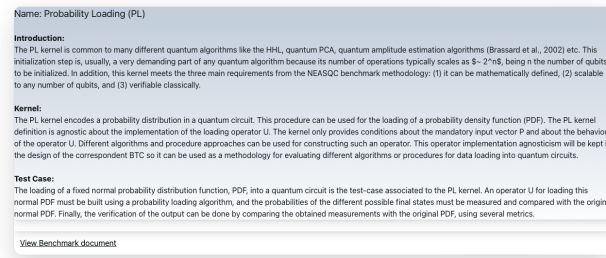 Name: Probability Loading (PL)
Introduction:
The PL kernel is common to many different quantum algorithms like the HHL, quantum PCA, quantum amplitude estimation algorithms (Brassard et al., 2002) etc. This
initialization step is, usually, a very demanding part of any quantum algorithm because its number of operations typically scales as $~ 2^n$, being n the number of qubits
to be initialized. In addition, this kernel meets the three main requirements from the NEASQC benchmark methodology: (1) it can be mathematically defined, (2) scalable
to any number of qubits, and (3) verifiable classically.
Kernel:
The PL kernel encodes a probability distribution in a quantum circuit. This procedure can be used for the loading of a probability density function (PDF). The PL kernel
definition is agnostic about the implementation of the loading operator U. The kernel only provides conditions about the mandatory input vector P and about the behavior
of the operator U. Different algorithms and procedure approaches can be used for constructing such an operator. This operator implementation agnosticism will be kept
the design of the correspondent BTC so it can be used as a methodology for evaluating different algorithms or procedures for data loading into quantum circuits.
Test Case:
The loading of a fixed normal probability distribution function, PDF, into a quantum circuit is the test-case associated to the PL kernel. An operator U for loading this
normal PDF must be built using a probability loading algorithm, and the probabilities of the different possible final states must be measured and compared with the origin
normal PDF. Finally, the verification of the output can be done by comparing the obtained measurements with the original PDF, using several metrics.
View Benchmark document